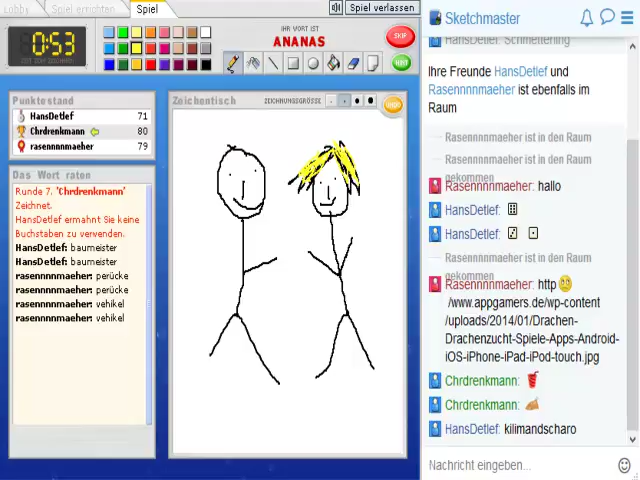 Lobby
Spiel errichten
Spiel
Spiel verlassen
0:53
IHR WORT IST
ANANAS
SKIP
Punktestand
HansDetlef 71
Chrdrenkmann 80
rasennnnmaeher 79
Das Wort raten
Runde 7. 'Chrdrenkmann'
Zeichnet.
HansDetlef ermahnt Sie keine
Buchstaben zu vervenden.
HansDetlef: baumeister
HansDetlef: baumeister
rasennnnmaeher: perücke
rasennnnmaeher: perücke
rasennnnmaeher: vehikel
rasennnnmaeher: vehikel
Zeichentisch
ZEICHNUNGSGRÖSSE
UNDO
Sketchmaster
HansDetlef: Schmetterling
Ihre Freunde HansDetlef und
Rasennnnmaeher ist ebenfalls im
Raum
Rasennnnmaeher ist in den Raum
Rasennnnmaeher ist in den Raum
gekommen
Rasennnnmaeher: hallo
HansDetlef:
HansDetlef:
Rasennnnmaeher ist in den Raum
gekommen
Rasennnnmaeher: http
/www.appgamers.de/wp-content
/uploads/2014/01/Drachen-
Drachenzucht-Spiele-Apps-Android-
iOS-iPhone-iPad-iPod-touch.jpg
Chrdrenkmann:
Chrdrenkmann:
HansDetlef: kilimandscharo
Nachricht eingeben...